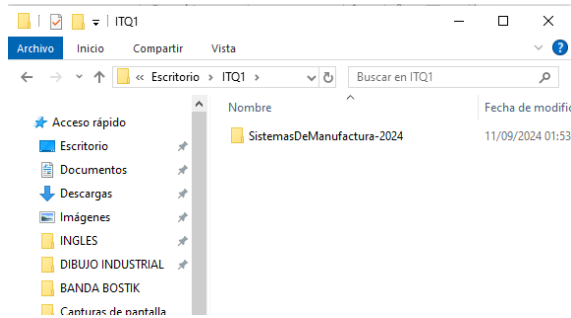 ITQ1
Archivo Inicio Compartir Vista
« Escritorio > ITQ1 > Buscar en ITQ1
Nombre Fecha de modific
Acceso rápido
SistemasDeManufactura-2024 11/09/2024 01:53
Escritorio
Documentos
Descargas
Imágenes
INGLES
DIBUJO INDUSTRIAL
BANDA BOSTIK
Capturas de pantalla